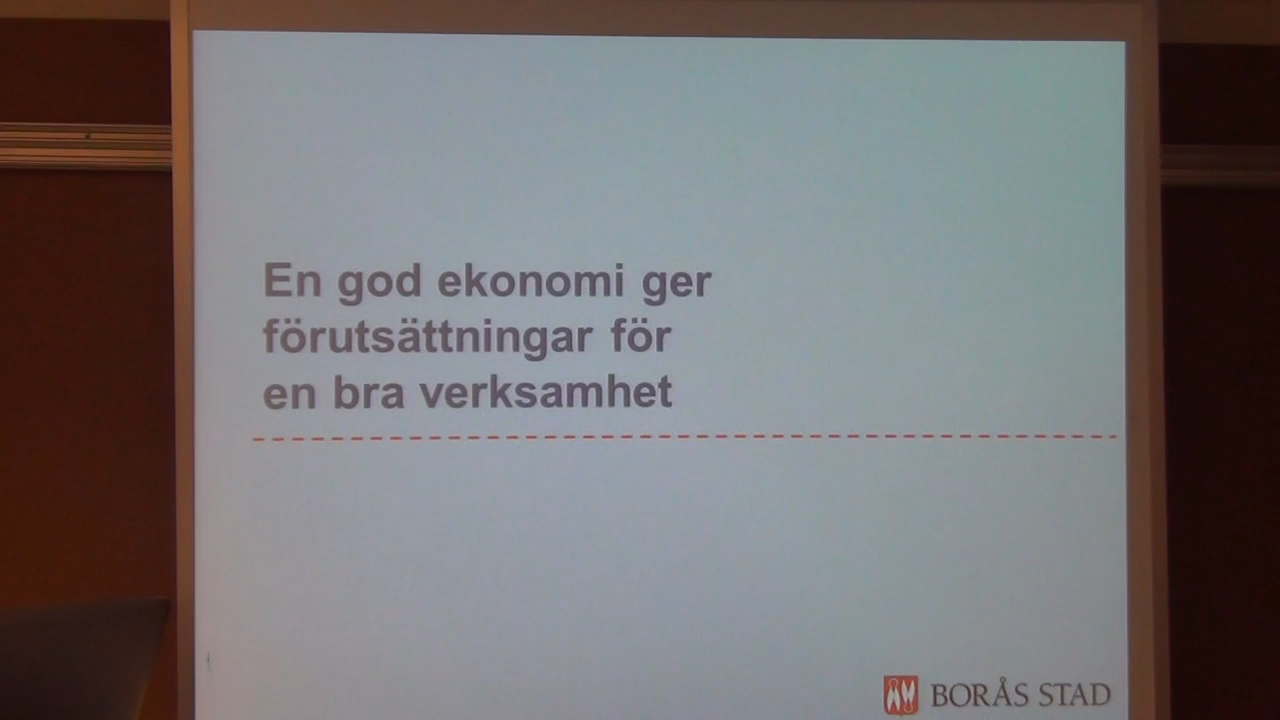 En god ekonomi ger
förutsättningar för
en bra verksamhet
BORÅS STAD